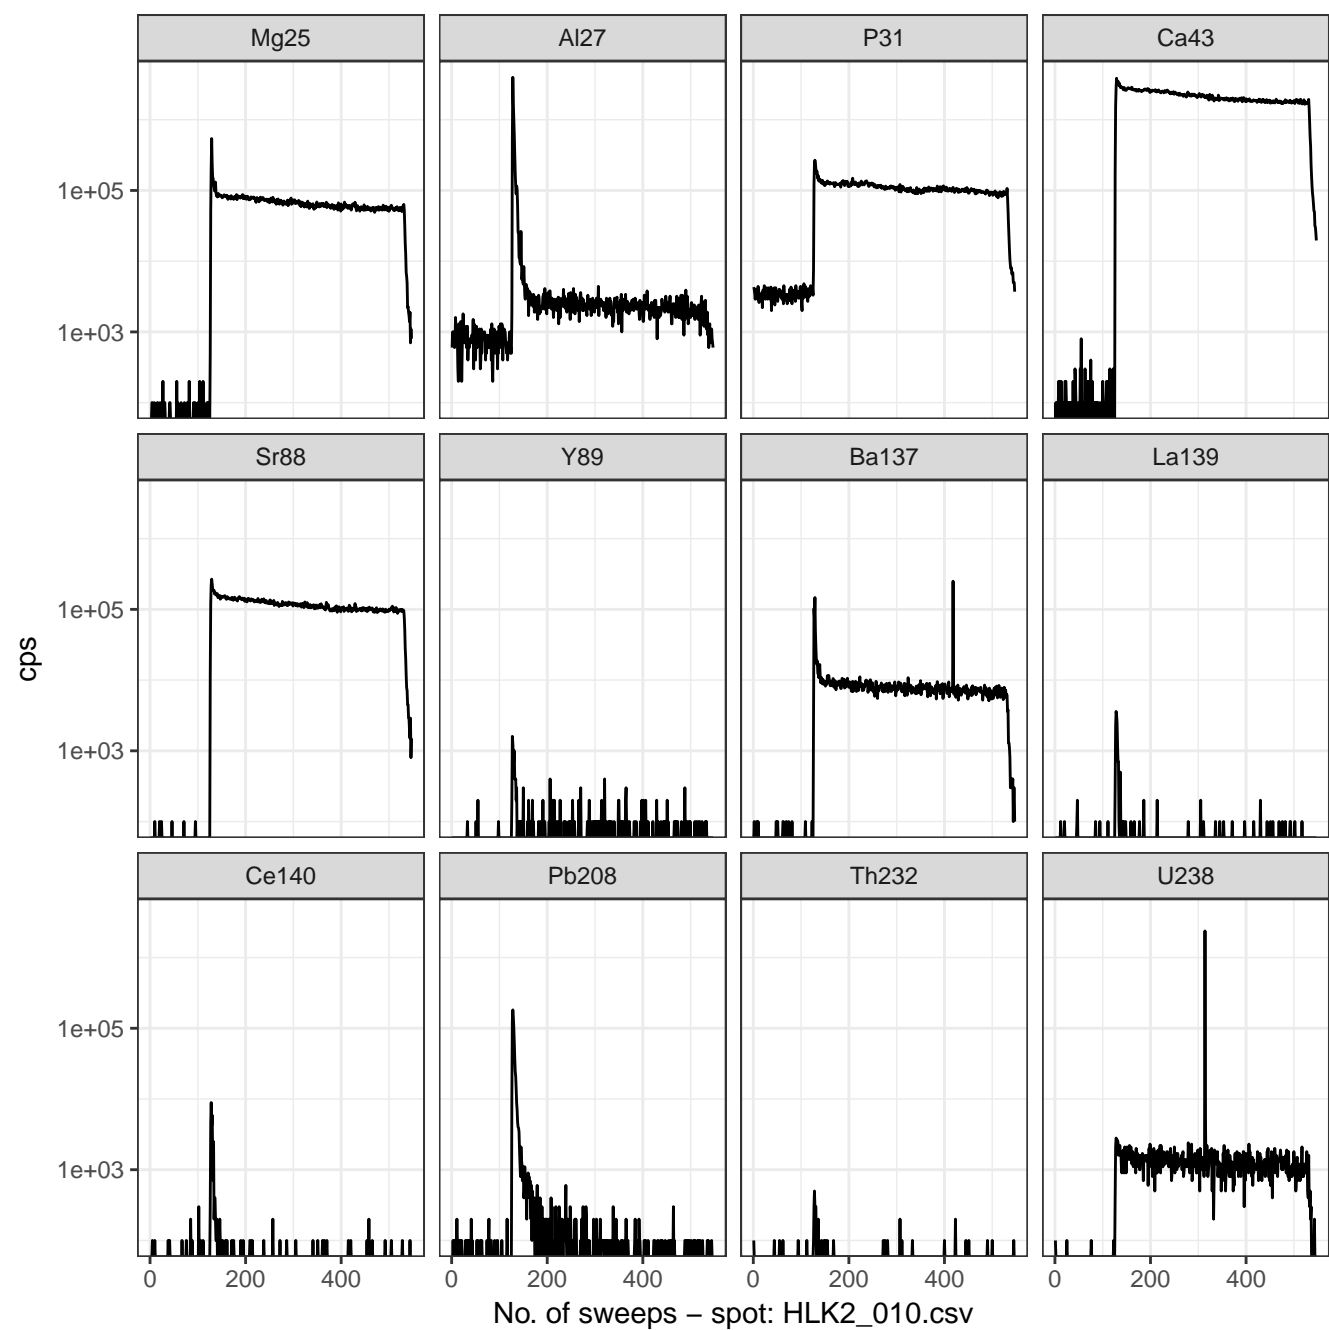 Mg25 Al27 P31 Ca43
1e+05
1e+03
Sr88 Y89 Ba137 La139
1e+05
1e+03
cps
Ce140 Pb208 Th232 U238
1e+05
1e+03
0 200 400 0 200 400 0 200 400 0 200 400
No. of sweeps – spot: HLK2_010.csv